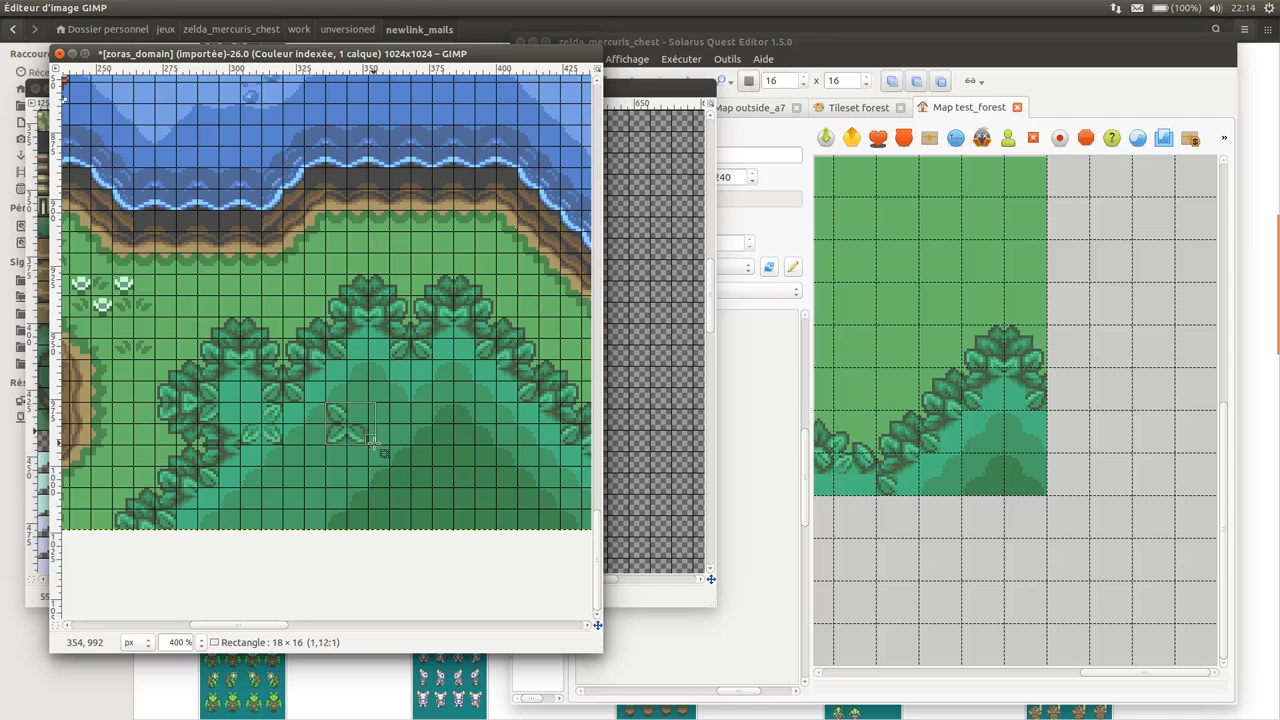 Éditeur d'image GIMP
(100%)
22:14
Dossier personnel
jeux
zelda_mercuris_chest
work
unversioned
newlink_mails
Raccour
*[zoras_domain] (importée)-26.0 (Couleur indexée, 1 calque) 1024x1024 – GIMP
zelda_mercuris_chest - Solarus Quest Editor 1.5.0
Affichage
Exécuter
Outils
Aide
16
x
16
Map outside_a7
Tileset forest
Map test_forest
250
275
300
325
350
375
400
425
650
240
354, 992
px
400 %
Rectangle : 18 × 16 (1,12:1)